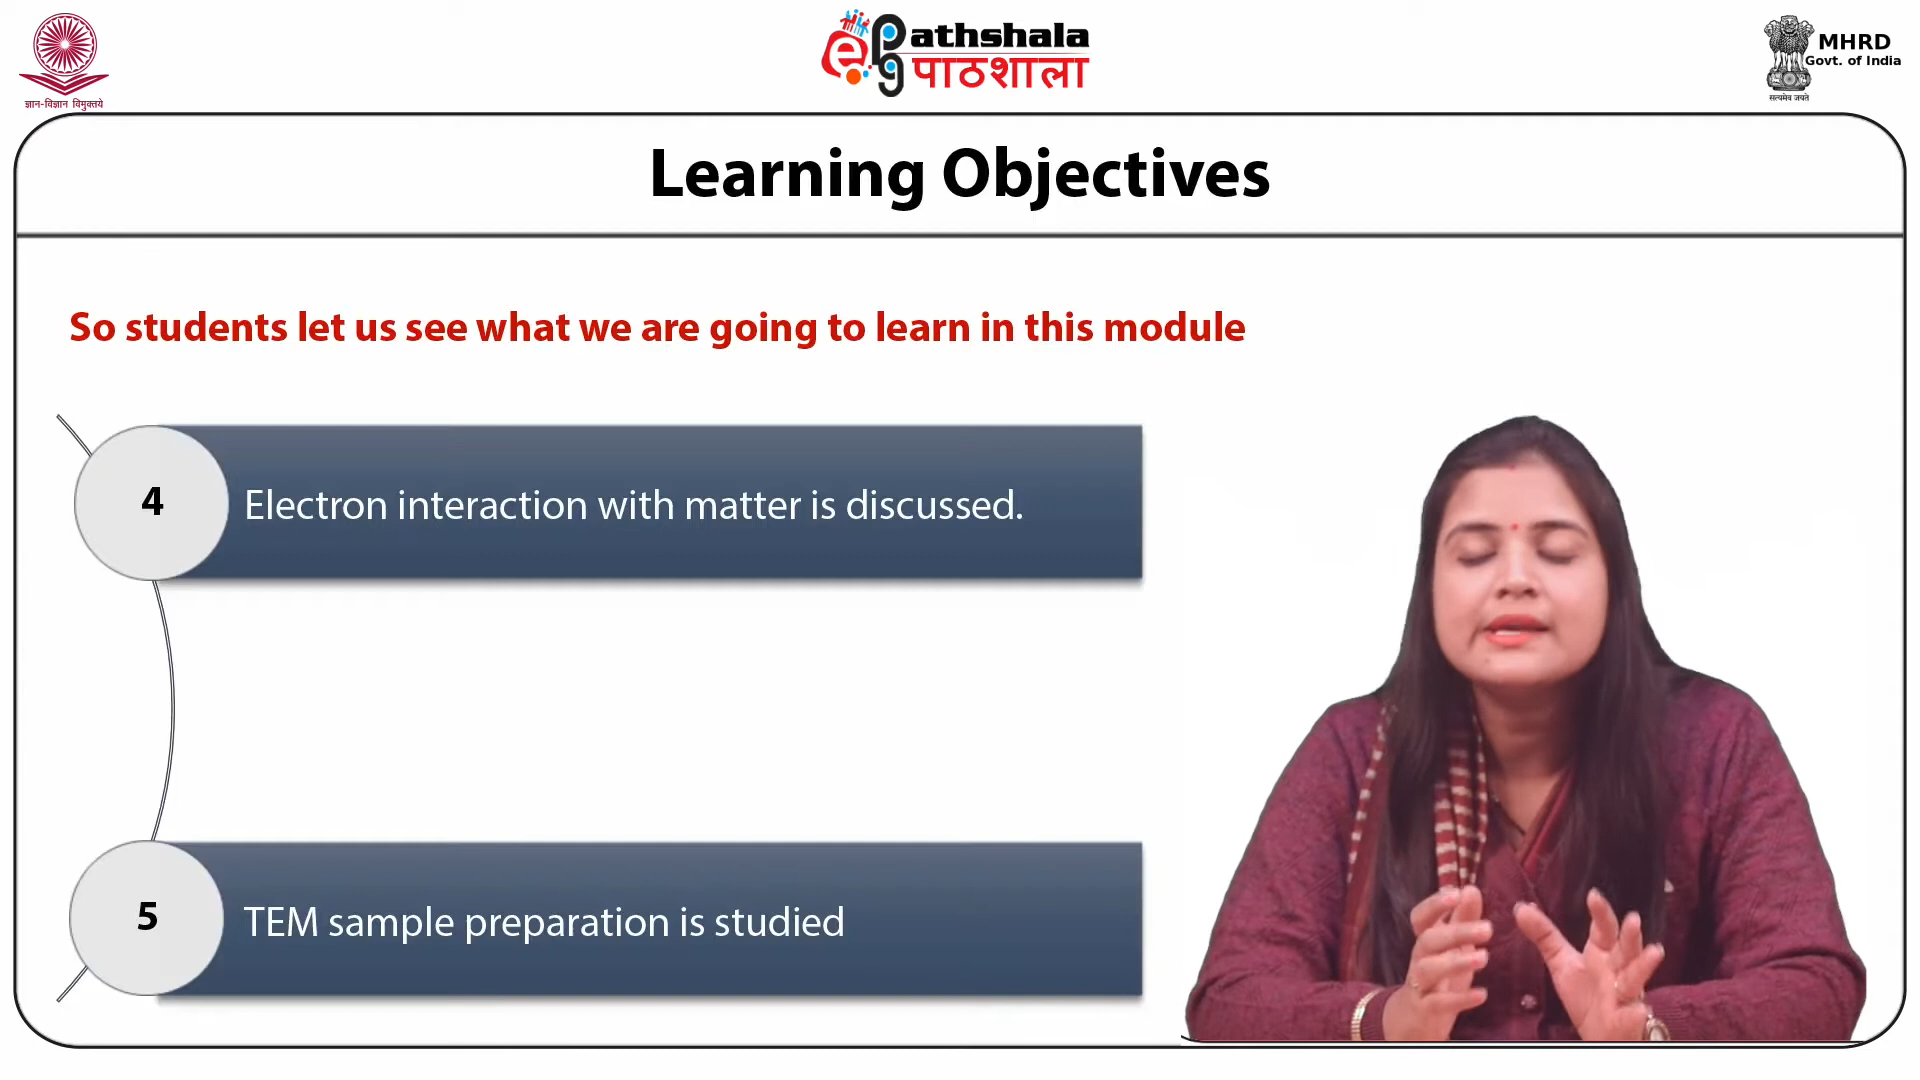 ज्ञान-विज्ञान विमुक्तये
ePG athshala
पाठशाला
MHRD
Govt. of India
सत्यमेव जयते
Learning Objectives
So students let us see what we are going to learn in this module
4
Electron interaction with matter is discussed.
5
TEM sample preparation is studied